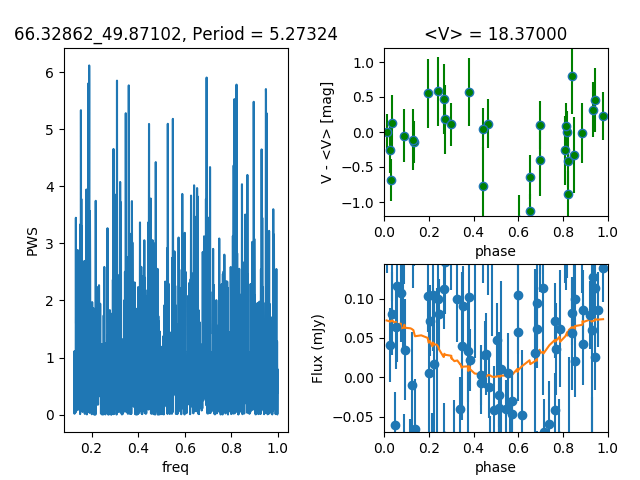 66.32862_49.87102, Period = 5.27324
PWS
6
5
4
3
2
1
0
0.2 0.4 0.6 0.8 1.0
freq
<V> = 18.37000
V - <V> [mag]
1.0
0.5
0.0
−0.5
−1.0
0.0 0.2 0.4 0.6 0.8 1.0
phase
Flux (mJy)
0.10
0.05
0.00
−0.05
0.0 0.2 0.4 0.6 0.8 1.0
phase